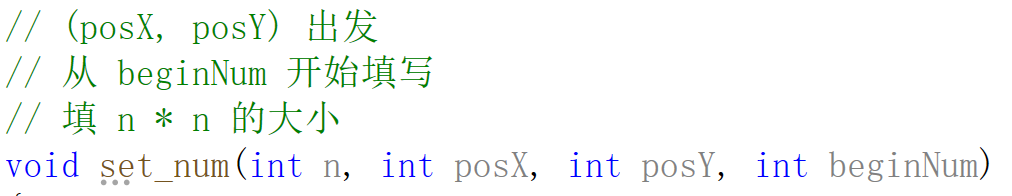 // (posX, posY) 出发
// 从 beginNum 开始填写
// 填 n * n 的大小
void set_num(int n, int posX, int posY, int beginNum)